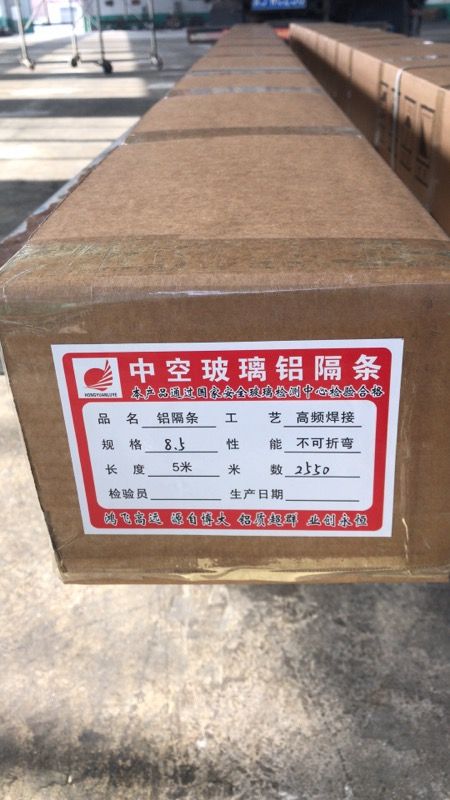 中空玻璃铝隔条
HONGYUANLVYE
本产品通过国家安全玻璃检测中心检验合格
品 名 铝隔条 工 艺 高频焊接
规 格 8.5 性 能 不可折弯
长 度 5米 米 数 2550
检验员 生产日期
鸿飞高远 源自博大 铝质超群 业创永恒